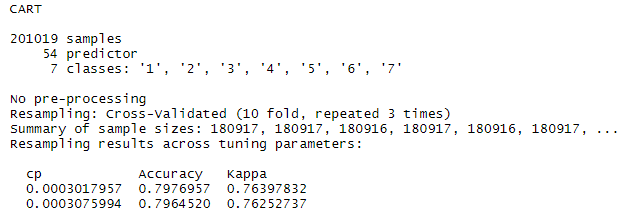 CART
201019 samples
54 predictor
7 classes: '1', '2', '3', '4', '5', '6', '7'
No pre-processing
Resampling: Cross-Validated (10 fold, repeated 3 times)
Summary of sample sizes: 180917, 180917, 180916, 180917, 180916, 180917, ...
Resampling results across tuning parameters:
cp Accuracy Kappa
0.0003017957 0.7976957 0.76397832
0.0003075994 0.7964520 0.76252737